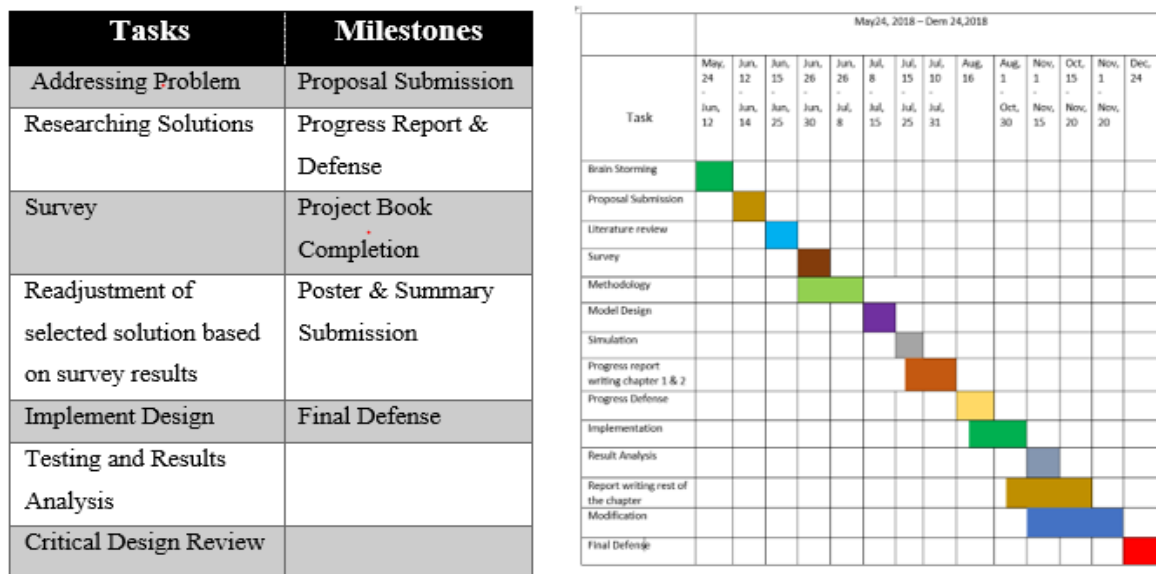 Tasks Milestones
Addressing Problem Proposal Submission
Researching Solutions Progress Report &
Defense
Survey Project Book
Completion
Readjustment of Poster & Summary
selected solution based Submission
on survey results
Implement Design Final Defense
Testing and Results
Analysis
Critical Design Review
May24, 2018 – Dem 24,2018
Task
May, Jun, Jun, Jun, Jun, Jul, Jul, Jul, Aug, Aug, Nov, Oct, Nov, Dec,
24 12 15 26 26 8 15 10 16 1 1 15 1 24
- - - - - - - - - - - -
Jun, Jun, Jun, Jun, Jul, Jul, Jul, Jul, Oct, Nov, Nov, Nov,
12 14 25 30 8 15 25 31 30 15 20 20
Brain Storming
Proposal Submission
Literature review
Survey
Methodology
Model Design
Simulation
Progress report
writing chapter 1 & 2
Progress Defense
Implementation
Result Analysis
Report writing rest of
the chapter
Modification
Final Defense